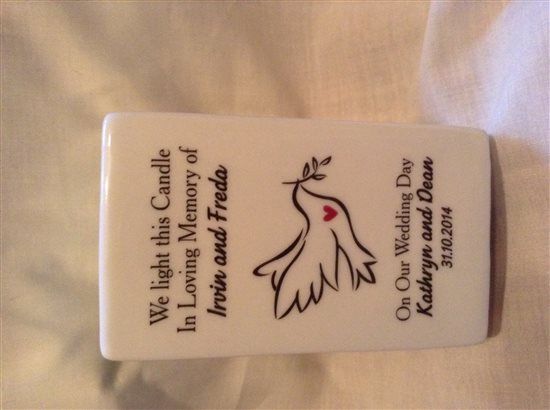 We light this Candle
In Loving Memory of
Irvin and Freda
On Our Wedding Day
Kathryn and Dean
31.10.2014